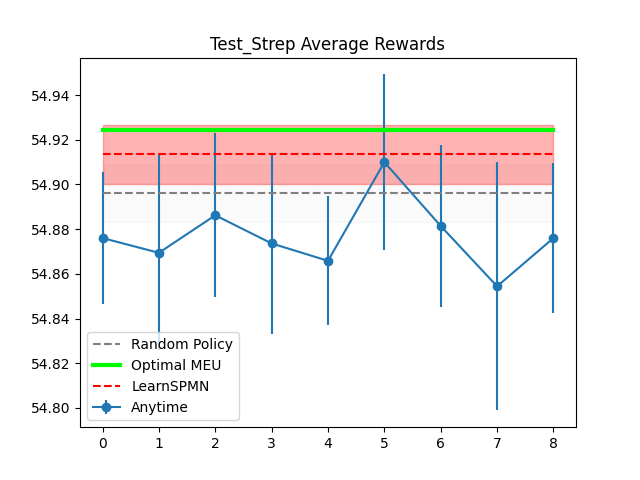 Test_Strep Average Rewards
54.94
54.92
54.90
54.88
54.86
54.84
54.82
54.80
Random Policy
Optimal MEU
LearnSPMN
Anytime
0 1 2 3 4 5 6 7 8